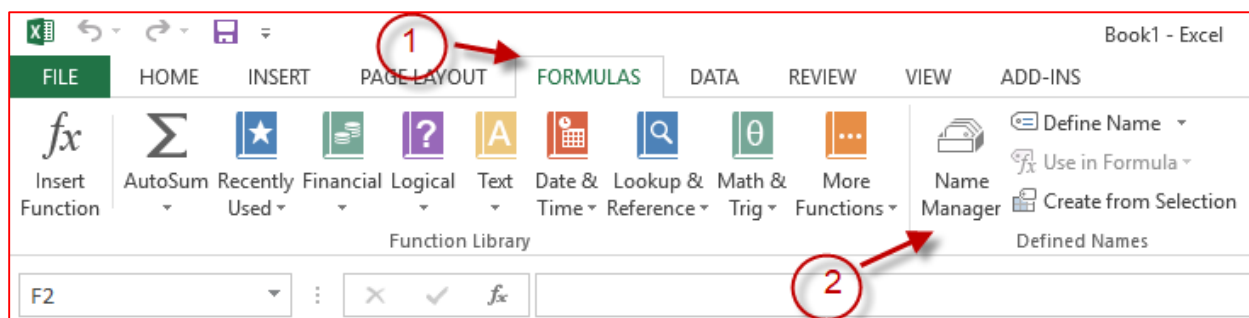 Book1 - Excel
1
FILE HOME INSERT PAGE LAYOUT FORMULAS DATA REVIEW VIEW ADD-INS
fx Σ ? A θ ... Define Name
Use in Formula
Insert AutoSum Recently Financial Logical Text Date & Lookup & Math & More Name
Function Used Time Reference Trig Functions Manager Create from Selection
Function Library Defined Names
2
F2 fx